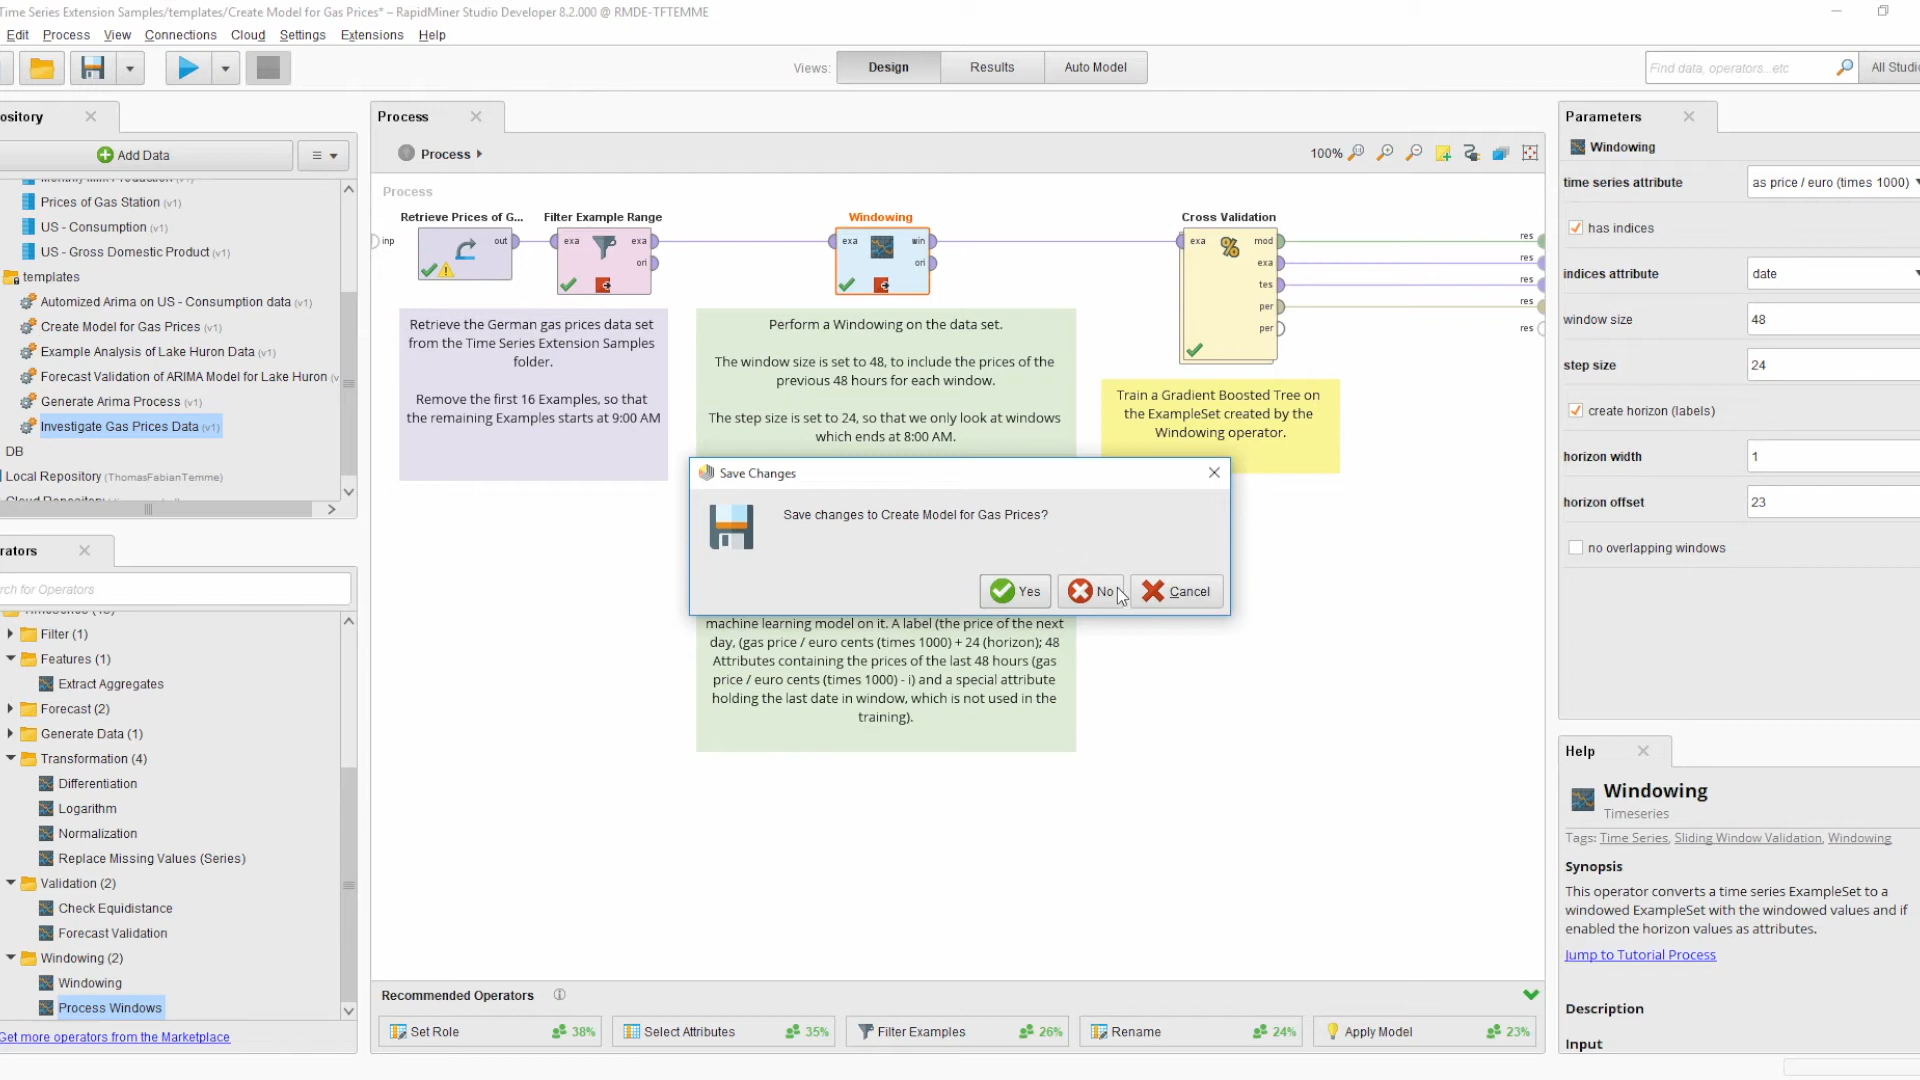 Time Series Extension Samples/templates/Create Model for Gas Prices* – RapidMiner Studio Developer 8.2.000 @ RMDE-TFTEMME
Edit Process View Connections Cloud Settings Extensions Help
Views: Design Results Auto Model
Find data, operators...etc All Studio
ository
Add Data
Prices of Gas Station (v1)
US - Consumption (v1)
US - Gross Domestic Product (v1)
templates
Automized Arima on US - Consumption data (v1)
Create Model for Gas Prices (v1)
Example Analysis of Lake Huron Data (v1)
Forecast Validation of ARIMA Model for Lake Huron (v
Generate Arima Process (v1)
Investigate Gas Prices Data (v1)
DB
Local Repository (ThomasFabianTemme)
rators
rch for Operators
Filter (1)
Features (1)
Extract Aggregates
Forecast (2)
Generate Data (1)
Transformation (4)
Differentiation
Logarithm
Normalization
Replace Missing Values (Series)
Validation (2)
Check Equidistance
Forecast Validation
Windowing (2)
Windowing
Process Windows
Get more operators from the Marketplace
Process
Process
100%
Process
Retrieve Prices of G...
Filter Example Range
Windowing
Cross Validation
inp
out
exa exa
ori
exa win
ori
exa mod
exa
tes
per
per
res
res
res
res
res
Retrieve the German gas prices data set
from the Time Series Extension Samples
folder.
Remove the first 16 Examples, so that
the remaining Examples starts at 9:00 AM
Perform a Windowing on the data set.
The window size is set to 48, to include the prices of the
previous 48 hours for each window.
The step size is set to 24, so that we only look at windows
which ends at 8:00 AM.
Train a Gradient Boosted Tree on
the ExampleSet created by the
Windowing operator.
Save Changes
Save changes to Create Model for Gas Prices?
Yes No Cancel
machine learning model on it. A label (the price of the next
day, (gas price / euro cents (times 1000) + 24 (horizon); 48
Attributes containing the prices of the last 48 hours (gas
price / euro cents (times 1000) - i) and a special attribute
holding the last date in window, which is not used in the
training).
Recommended Operators
Set Role 38%
Select Attributes 35%
Filter Examples 26%
Rename 24%
Apply Model 23%
Parameters
Windowing
time series attribute as price / euro (times 1000)
has indices
indices attribute date
window size 48
step size 24
create horizon (labels)
horizon width 1
horizon offset 23
no overlapping windows
Help
Windowing
Timeseries
Tags: Time Series, Sliding Window Validation, Windowing
Synopsis
This operator converts a time series ExampleSet to a
windowed ExampleSet with the windowed values and if
enabled the horizon values as attributes.
Jump to Tutorial Process
Description
Input